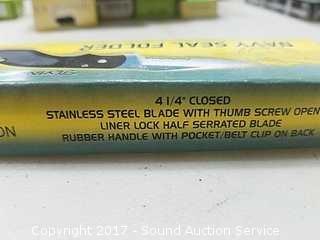 NAVY SEAL FOLDER
4 1/4" CLOSED
STAINLESS STEEL BLADE WITH THUMB SCREW OPEN
LINER LOCK HALF SERRATED BLADE
RUBBER HANDLE WITH POCKET/BELT CLIP ON BACK
ON
Copyright 2017 - Sound Auction Service